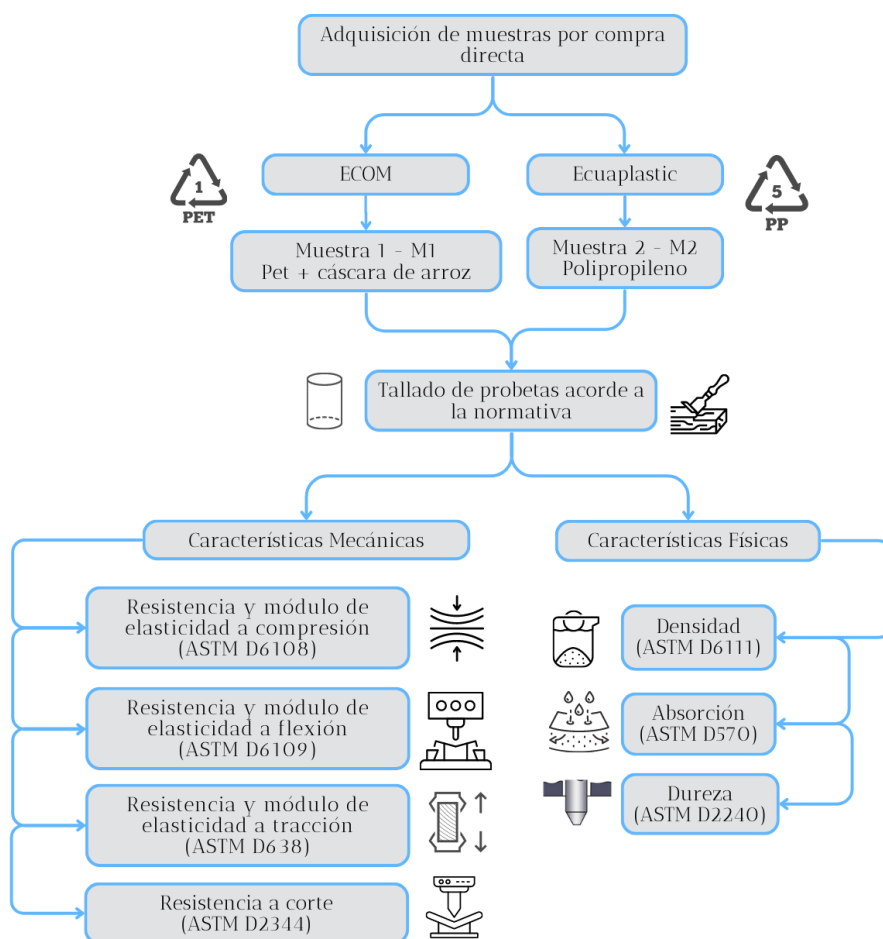 Adquisición de muestras por compra
directa
ECOM
Ecuaplastic
1
PET
5
PP
Muestra 1 - M1
Pet + cáscara de arroz
Muestra 2 - M2
Polipropileno
Tallado de probetas acorde a
la normativa
Características Mecánicas
Características Físicas
Resistencia y módulo de
elasticidad a compresión
(ASTM D6108)
Resistencia y módulo de
elasticidad a flexión
(ASTM D6109)
Resistencia y módulo de
elasticidad a tracción
(ASTM D638)
Resistencia a corte
(ASTM D2344)
Densidad
(ASTM D6111)
Absorción
(ASTM D570)
Dureza
(ASTM D2240)